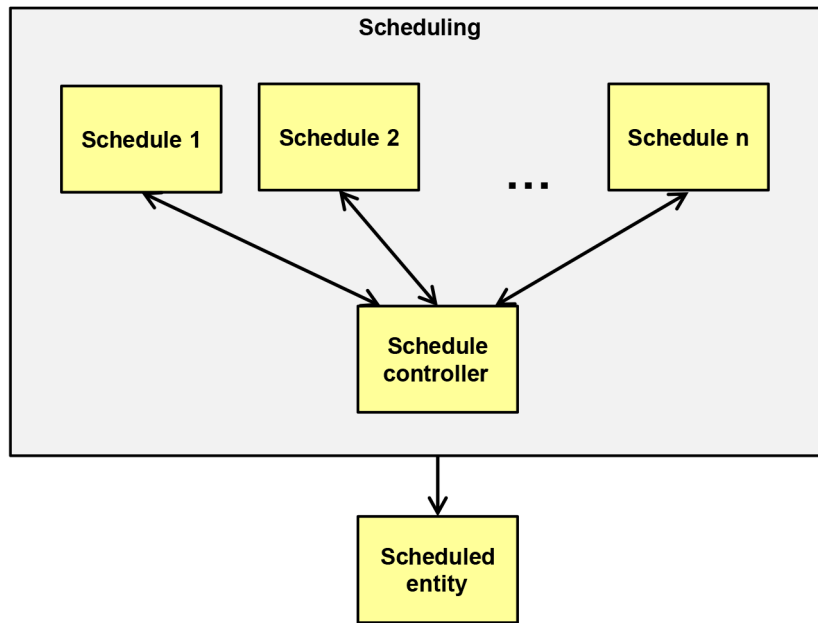 Scheduling
Schedule 1
Schedule 2
...
Schedule n
Schedule
controller
Scheduled
entity